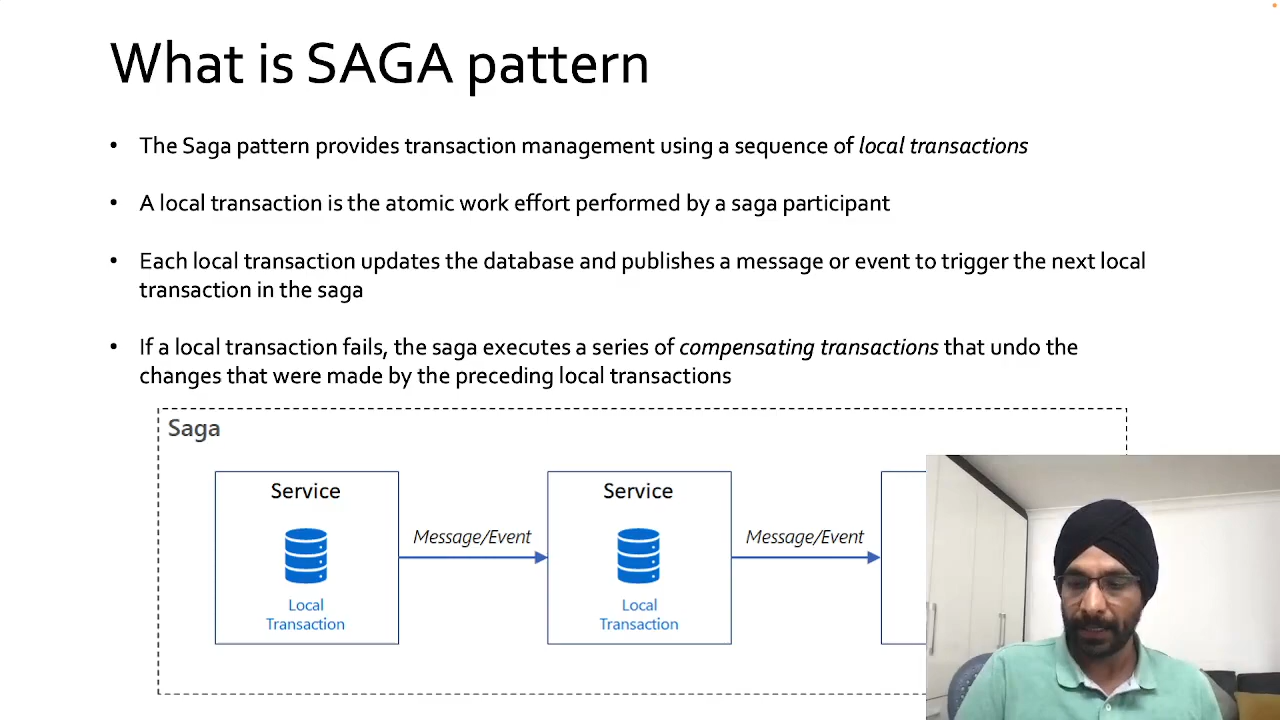 What is SAGA pattern
• The Saga pattern provides transaction management using a sequence of local transactions
• A local transaction is the atomic work effort performed by a saga participant
• Each local transaction updates the database and publishes a message or event to trigger the next local
transaction in the saga
• If a local transaction fails, the saga executes a series of compensating transactions that undo the
changes that were made by the preceding local transactions
Saga
Service
Service
Message/Event
Message/Event
Local
Transaction
Local
Transaction